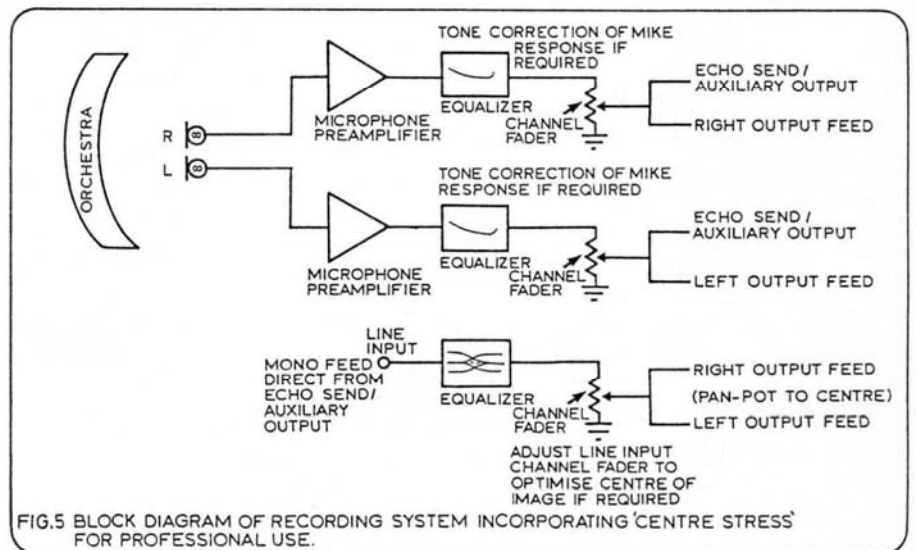 ORCHESTRA
R 8
L 8
MICROPHONE
PREAMPLIFIER
TONE CORRECTION OF MIKE
RESPONSE IF
REQUIRED
EQUALIZER
CHANNEL
FADER
ECHO SEND/
AUXILIARY OUTPUT
RIGHT OUTPUT FEED
MICROPHONE
PREAMPLIFIER
TONE CORRECTION OF MIKE
RESPONSE IF REQUIRED
EQUALIZER
CHANNEL
FADER
ECHO SEND/
AUXILIARY OUTPUT
LEFT OUTPUT FEED
LINE
INPUT
MONO FEED
DIRECT FROM
ECHO SEND/
AUXILIARY
OUTPUT
EQUALIZER
CHANNEL
FADER
RIGHT OUTPUT FEED
(PAN-POT TO CENTRE)
LEFT OUTPUT FEED
ADJUST LINE INPUT
CHANNEL FADER TO
OPTIMISE CENTRE OF
IMAGE IF REQUIRED
FIG.5 BLOCK DIAGRAM OF RECORDING SYSTEM INCORPORATING 'CENTRE STRESS'
FOR PROFESSIONAL USE.